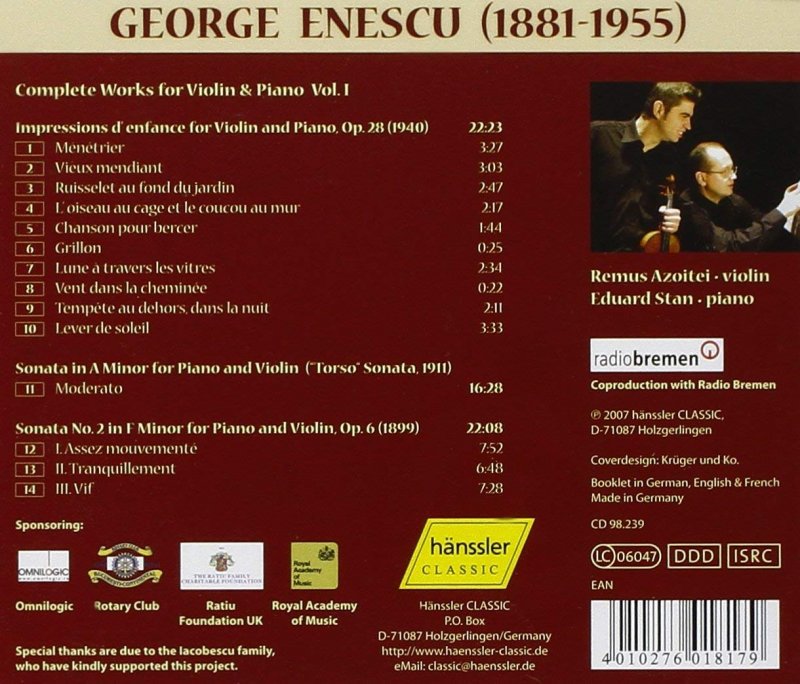 GEORGE ENESCU (1881-1955)
Complete Works for Violin & Piano Vol. I
Impressions d'enfance for Violin and Piano, Op. 28 (1940) 22:23
1 Ménétrier 3:27
2 Vieux mendiant 3:03
3 Ruisselet au fond du jardin 2:47
4 L'oiseau au cage et le coucou au mur 2:17
5 Chanson pour bercer 1:44
6 Grillon 0:25
7 Lune à travers les vitres 2:34
8 Vent dans la cheminée 0:22
9 Tempéte au dehors, dans la nuit 2:11
10 Lever de soleil 3:33
Sonata in A Minor for Piano and Violin ("Torso" Sonata, 1911)
11 Moderato 16:28
Sonata No. 2 in F Minor for Piano and Violin, Op. 6 (1899) 22:08
12 I. Assez mouvementé 7:52
13 II. Tranquillement 6:48
14 III. Vif 7:28
Remus Azoitei · violin
Eduard Stan · piano
radiobremen
Coproduction with Radio Bremen
℗ 2007 hänssler CLASSIC,
D-71087 Holzgerlingen
Coverdesign: Krüger und Ko.
Booklet in German, English & French
Made in Germany
CD 98.239
LC 06047 DDD ISRC
EAN
4 010276 018179
Sponsoring:
OMNILOGIC
Omnilogic
Rotary Club
THE RATIU FAMILY
CHARITABLE FOUNDATION
Ratiu
Foundation UK
Royal
Academy
of Music
Royal Academy
of Music
hänssler
CLASSIC
Hänssler CLASSIC
P.O. Box
D-71087 Holzgerlingen/Germany
http://www.haenssler-classic.de
eMail: classic@haenssler.de
Special thanks are due to the Iacobescu family,
who have kindly supported this project.